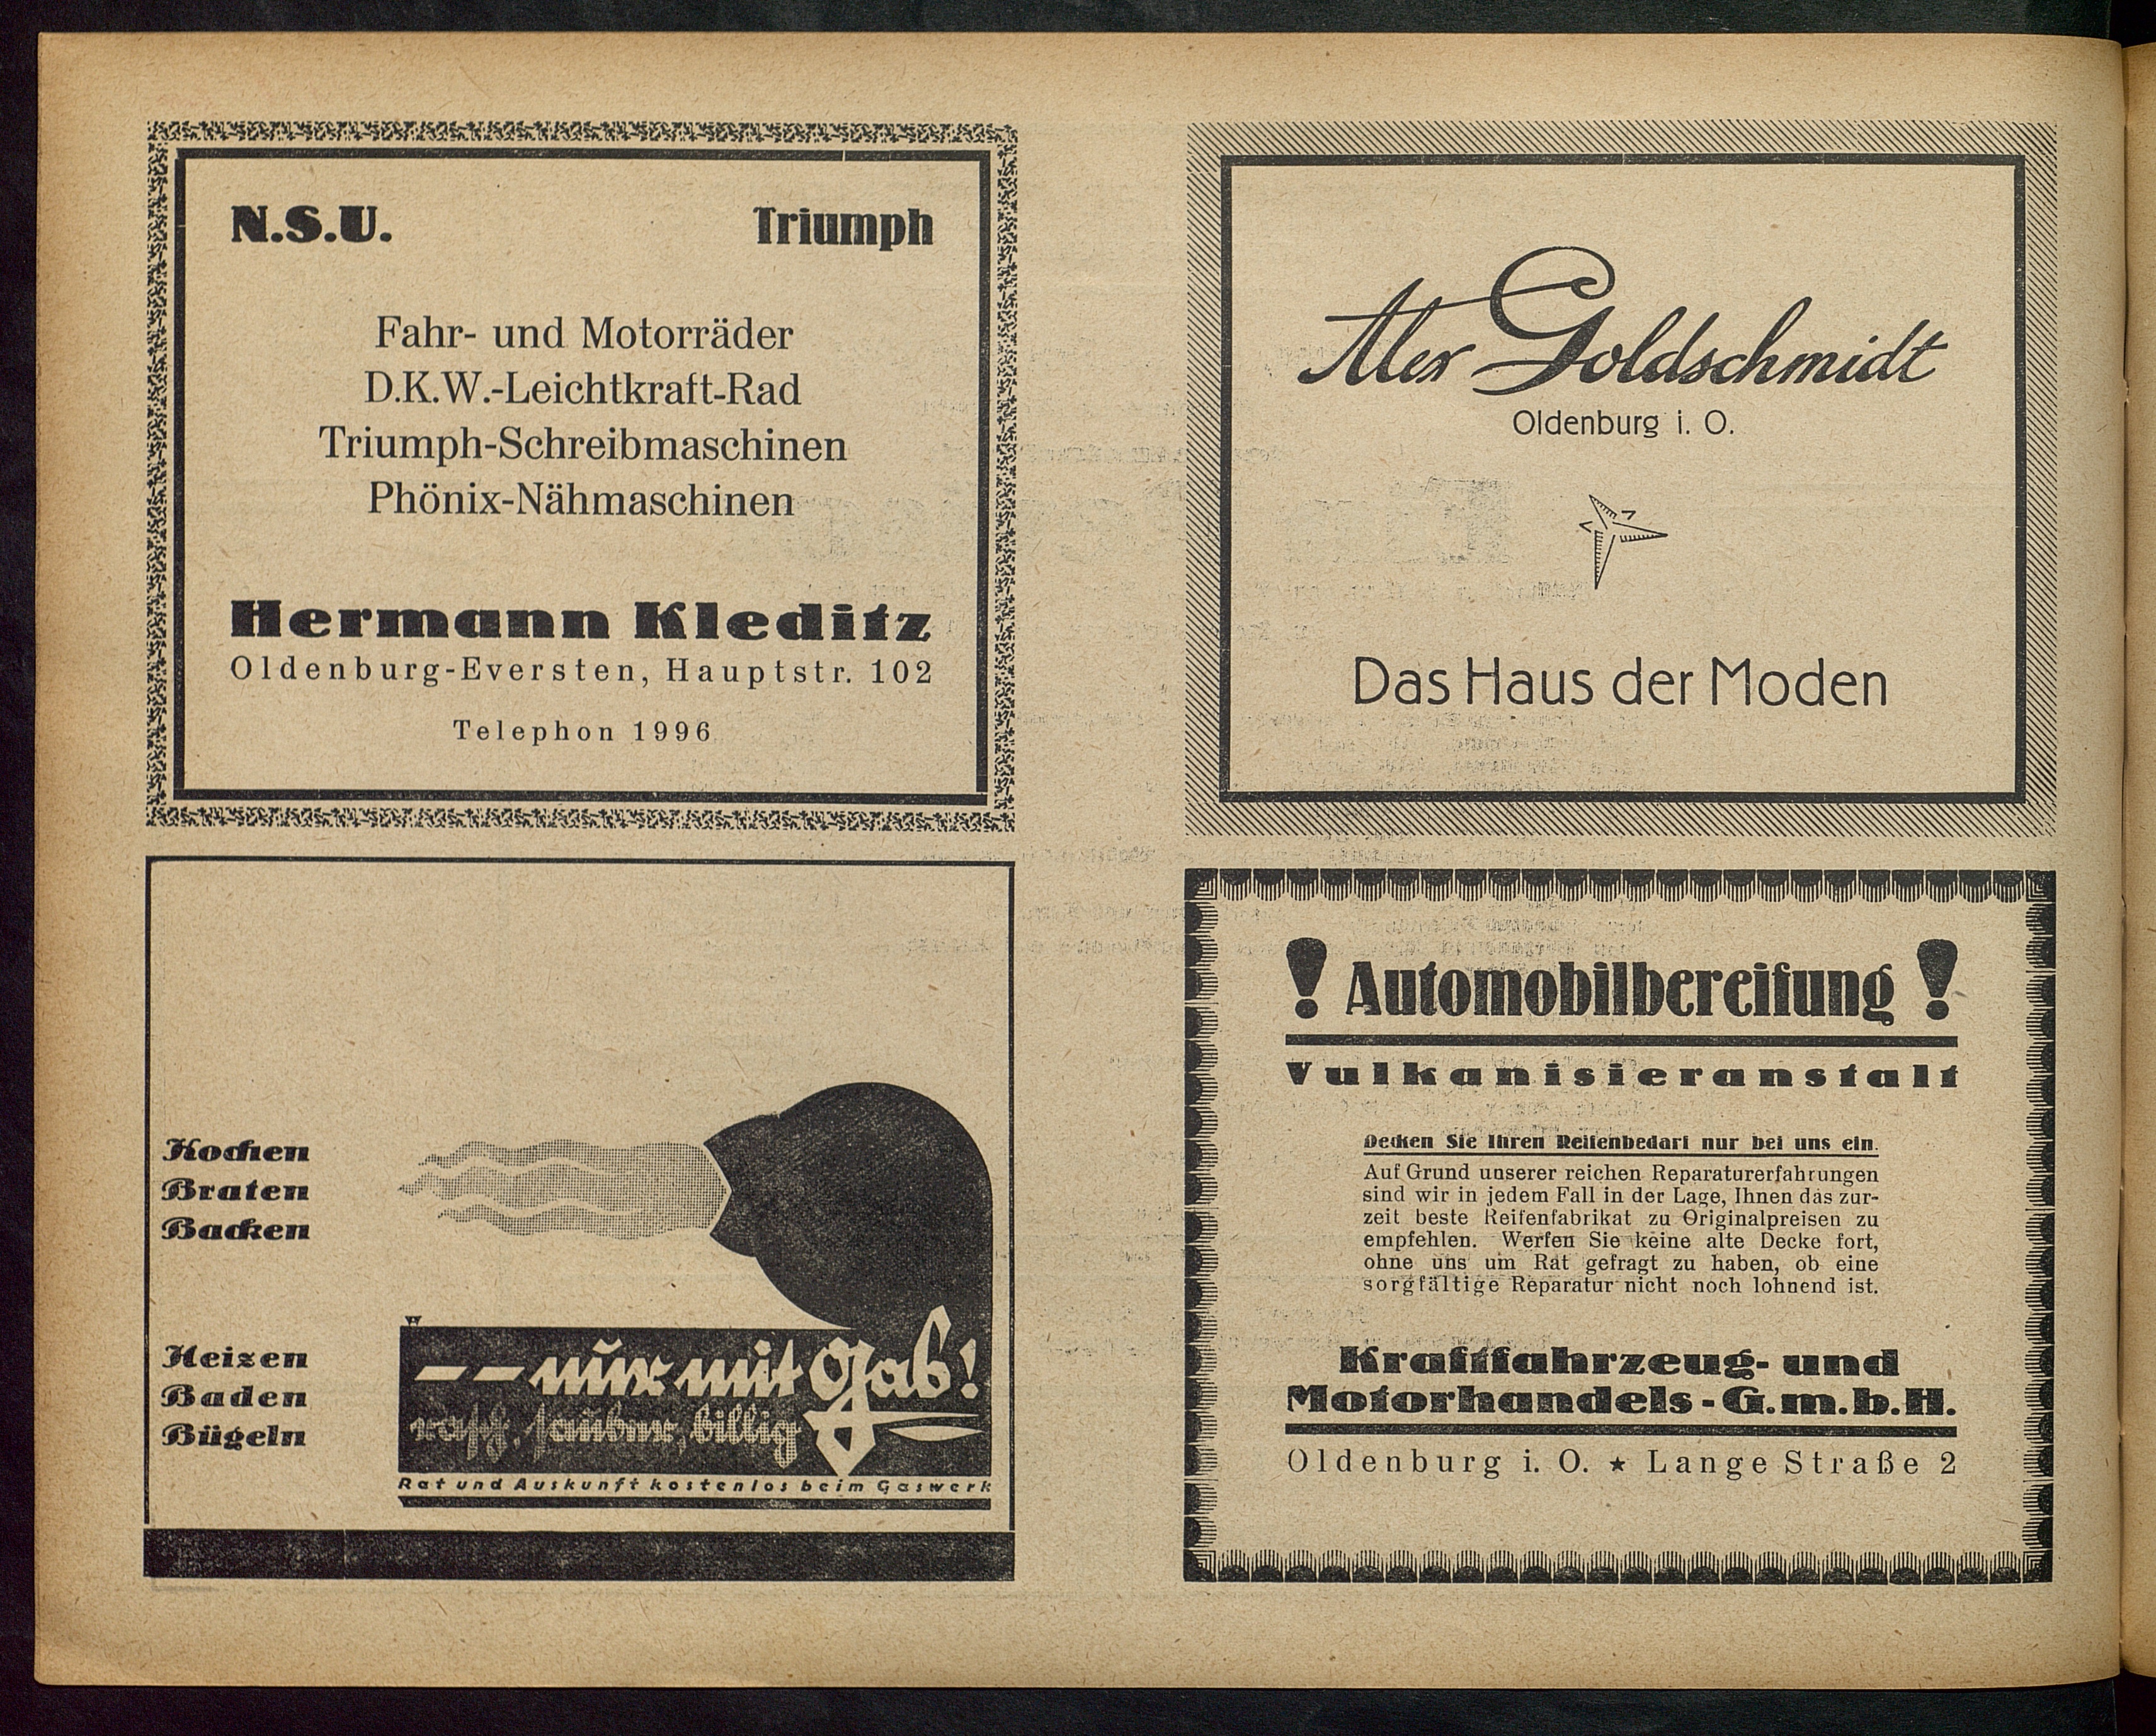 N.S.U. Triumph
Fahr- und Motorräder
D.K.W.-Leichtkraft-Rad
Triumph-Schreibmaschinen
Phönix-Nähmaschinen
Hermann Kleditz
Oldenburg-Eversten, Hauptstr. 102
Telephon 1996
Alex Goldschmidt
Oldenburg i. O.
Das Haus der Moden
Kochen
Braten
Backen
Heizen
Baden
Bügeln
– – nur mit Gas!
rasch, sauber, billig
Rat und Auskunft kostenlos beim Gaswerk
! Automobilbereifung !
Vulkanisieranstalt
Decken Sie Ihren Reifenbedarf nur bei uns ein.
Auf Grund unserer reichen Reparaturerfahrungen
sind wir in jedem Fall in der Lage, Ihnen das zur-
zeit beste Reifenfabrikat zu Originalpreisen zu
empfehlen. Werfen Sie keine alte Decke fort,
ohne uns um Rat gefragt zu haben, ob eine
sorgfältige Reparatur nicht noch lohnend ist.
Kraftfahrzeug- und
Motorhandels-G.m.b.H.
Oldenburg i. O. ★ Lange Straße 2